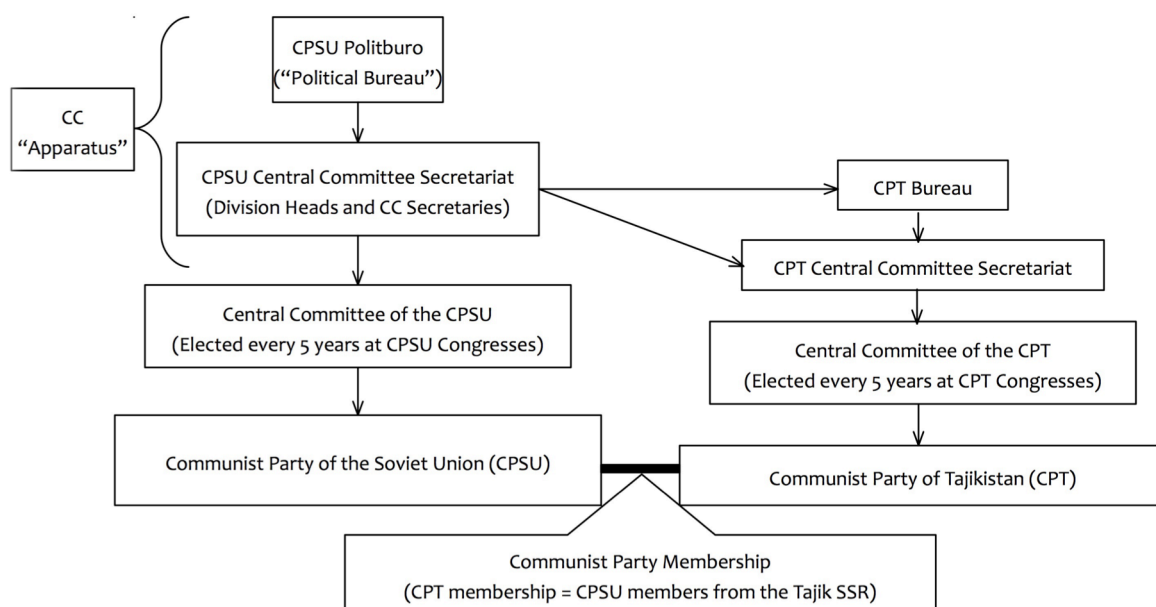 CPSU Politburo
(“Political Bureau”)
CC
“Apparatus”
CPSU Central Committee Secretariat
(Division Heads and CC Secretaries)
CPT Bureau
CPT Central Committee Secretariat
Central Committee of the CPSU
(Elected every 5 years at CPSU Congresses)
Central Committee of the CPT
(Elected every 5 years at CPT Congresses)
Communist Party of the Soviet Union (CPSU)
Communist Party of Tajikistan (CPT)
Communist Party Membership
(CPT membership = CPSU members from the Tajik SSR)